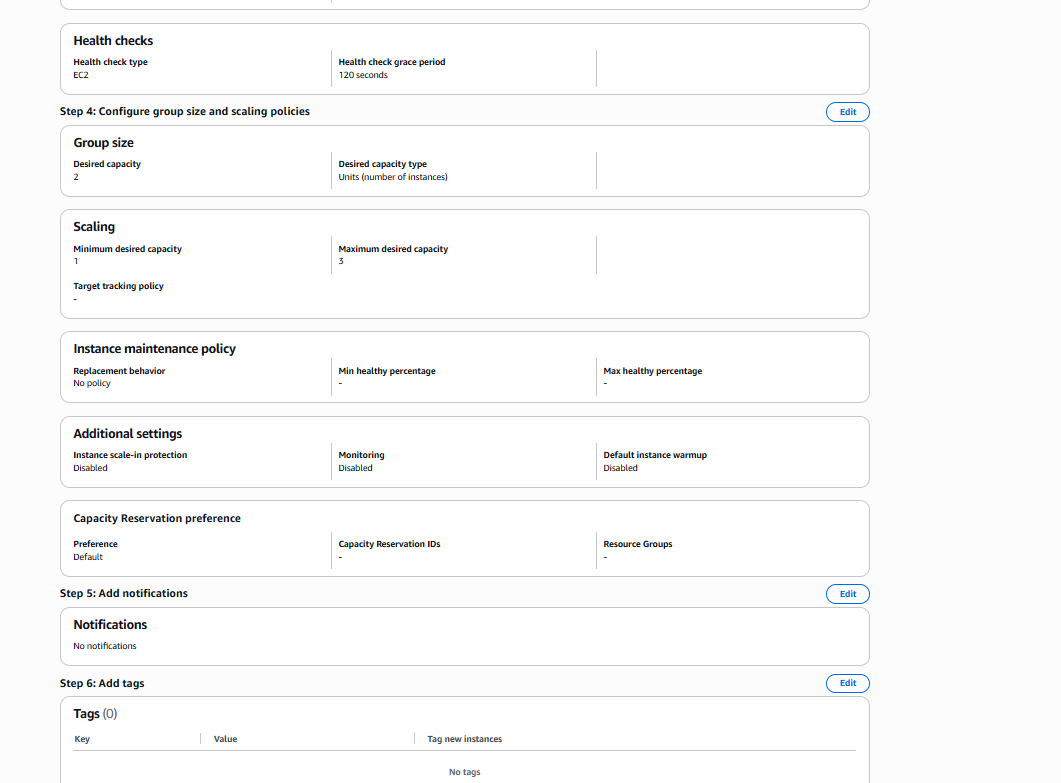 Health checks
Health check type
Health check grace period
EC2
120 seconds
Step 4: Configure group size and scaling policies
Edit
Group size
Desired capacity
Desired capacity type
2
Units (number of instances)
Scaling
Minimum desired capacity
Maximum desired capacity
1
3
Target tracking policy
-
Instance maintenance policy
Replacement behavior
Min healthy percentage
Max healthy percentage
No policy
-
-
Additional settings
Instance scale-in protection
Monitoring
Default instance warmup
Disabled
Disabled
Disabled
Capacity Reservation preference
Preference
Capacity Reservation IDs
Resource Groups
Default
-
-
Step 5: Add notifications
Edit
Notifications
No notifications
Step 6: Add tags
Edit
Tags (0)
Key
Value
Tag new instances
No tags